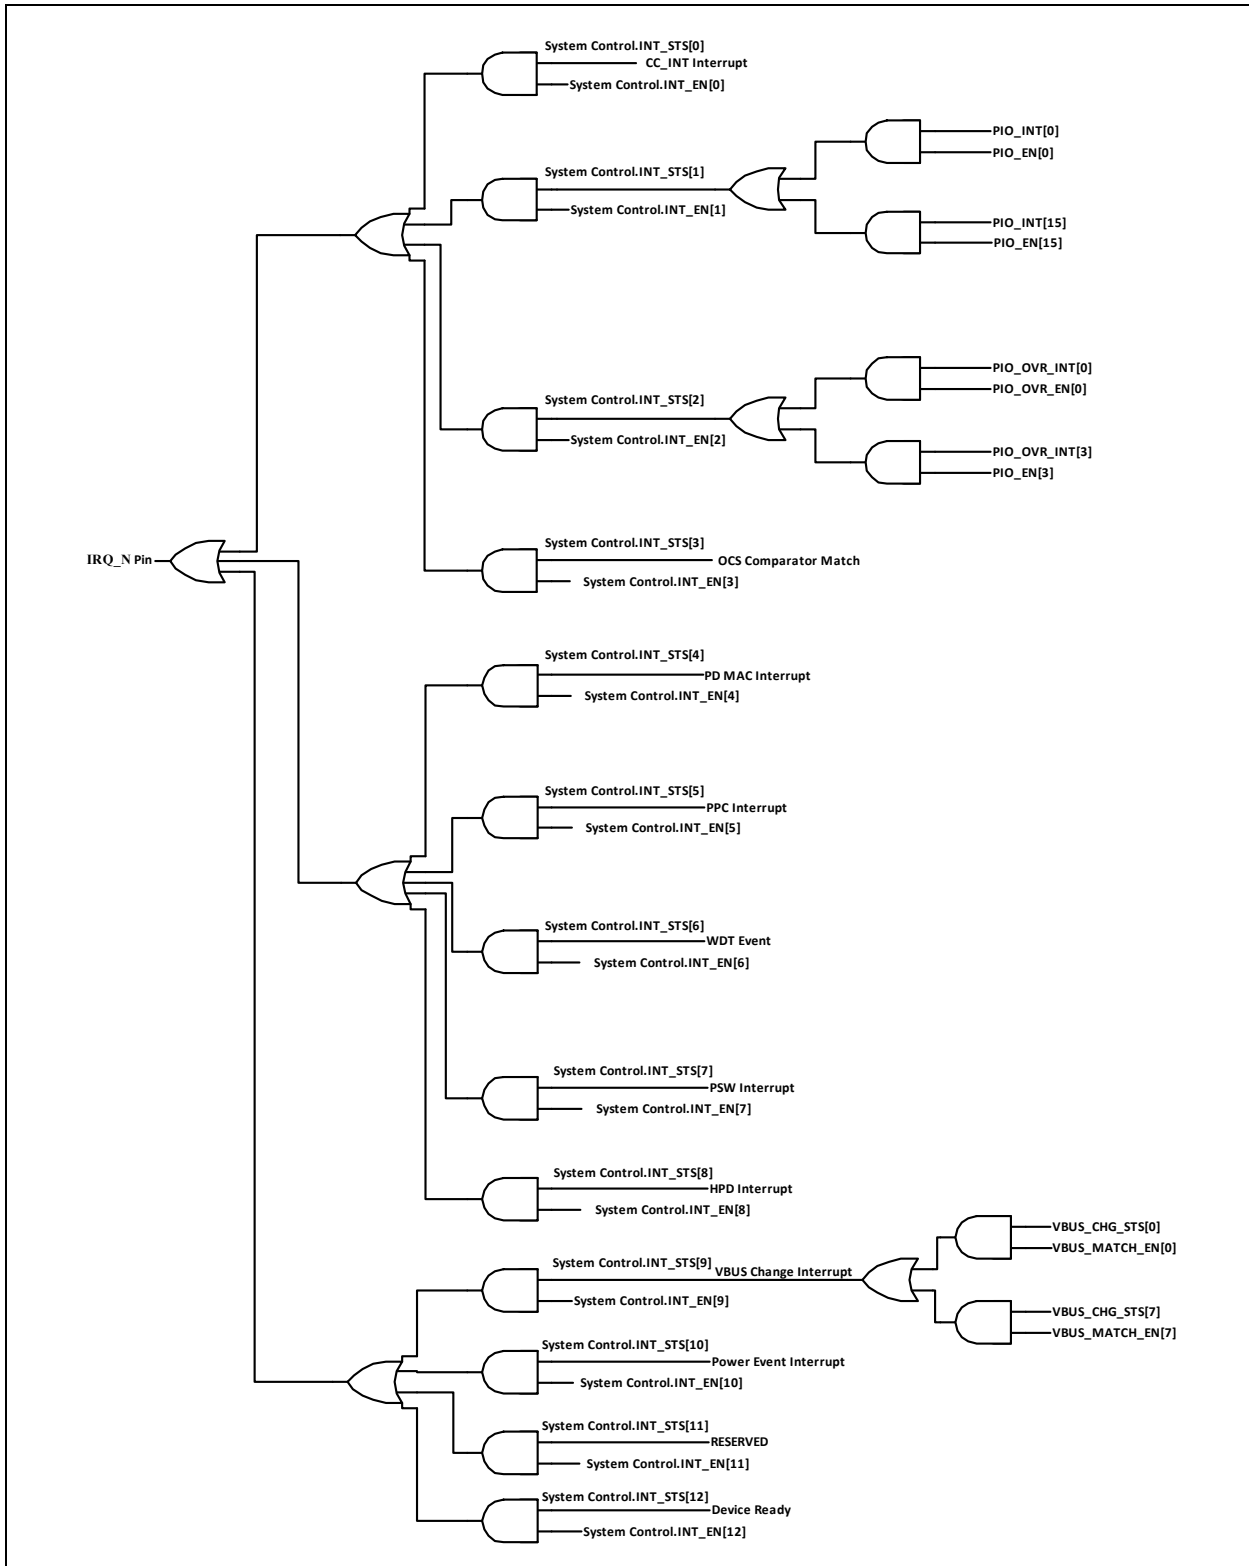 System Control.INT_STS[0]
CC_INT Interrupt
System Control.INT_EN[0]
PIO_INT[0]
PIO_EN[0]
System Control.INT_STS[1]
System Control.INT_EN[1]
PIO_INT[15]
PIO_EN[15]
PIO_OVR_INT[0]
PIO_OVR_EN[0]
System Control.INT_STS[2]
System Control.INT_EN[2]
PIO_OVR_INT[3]
PIO_EN[3]
System Control.INT_STS[3]
OCS Comparator Match
System Control.INT_EN[3]
IRQ_N Pin
System Control.INT_STS[4]
PD MAC Interrupt
System Control.INT_EN[4]
System Control.INT_STS[5]
PPC Interrupt
System Control.INT_EN[5]
System Control.INT_STS[6]
WDT Event
System Control.INT_EN[6]
System Control.INT_STS[7]
PSW Interrupt
System Control.INT_EN[7]
System Control.INT_STS[8]
HPD Interrupt
System Control.INT_EN[8]
VBUS_CHG_STS[0]
VBUS_MATCH_EN[0]
System Control.INT_STS[9]
VBUS Change Interrupt
System Control.INT_EN[9]
VBUS_CHG_STS[7]
VBUS_MATCH_EN[7]
System Control.INT_STS[10]
Power Event Interrupt
System Control.INT_EN[10]
System Control.INT_STS[11]
RESERVED
System Control.INT_EN[11]
System Control.INT_STS[12]
Device Ready
System Control.INT_EN[12]